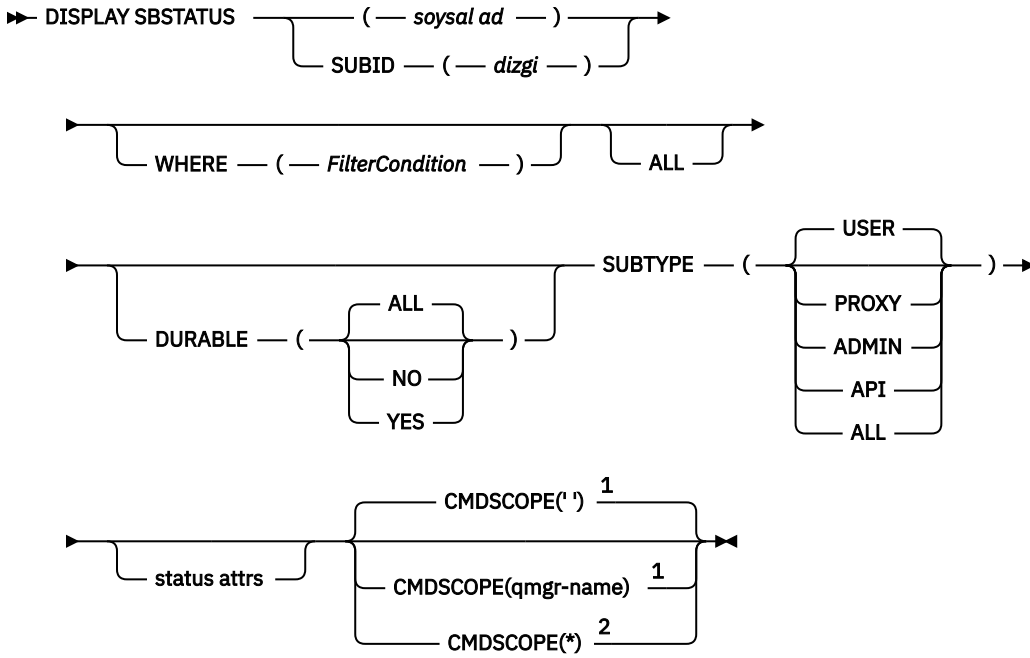 DISPLAY SBSTATUS ( soysal ad )
SUBID ( dizgi )
WHERE ( FilterCondition )
ALL
USER
SUBTYPE ( )
ALL
PROXY
DURABLE ( )
ADMIN
NO
API
YES
ALL
CMDSCOPE(' ') 1
status attrs
CMDSCOPE(qmgr-name) 1
CMDSCOPE(*) 2